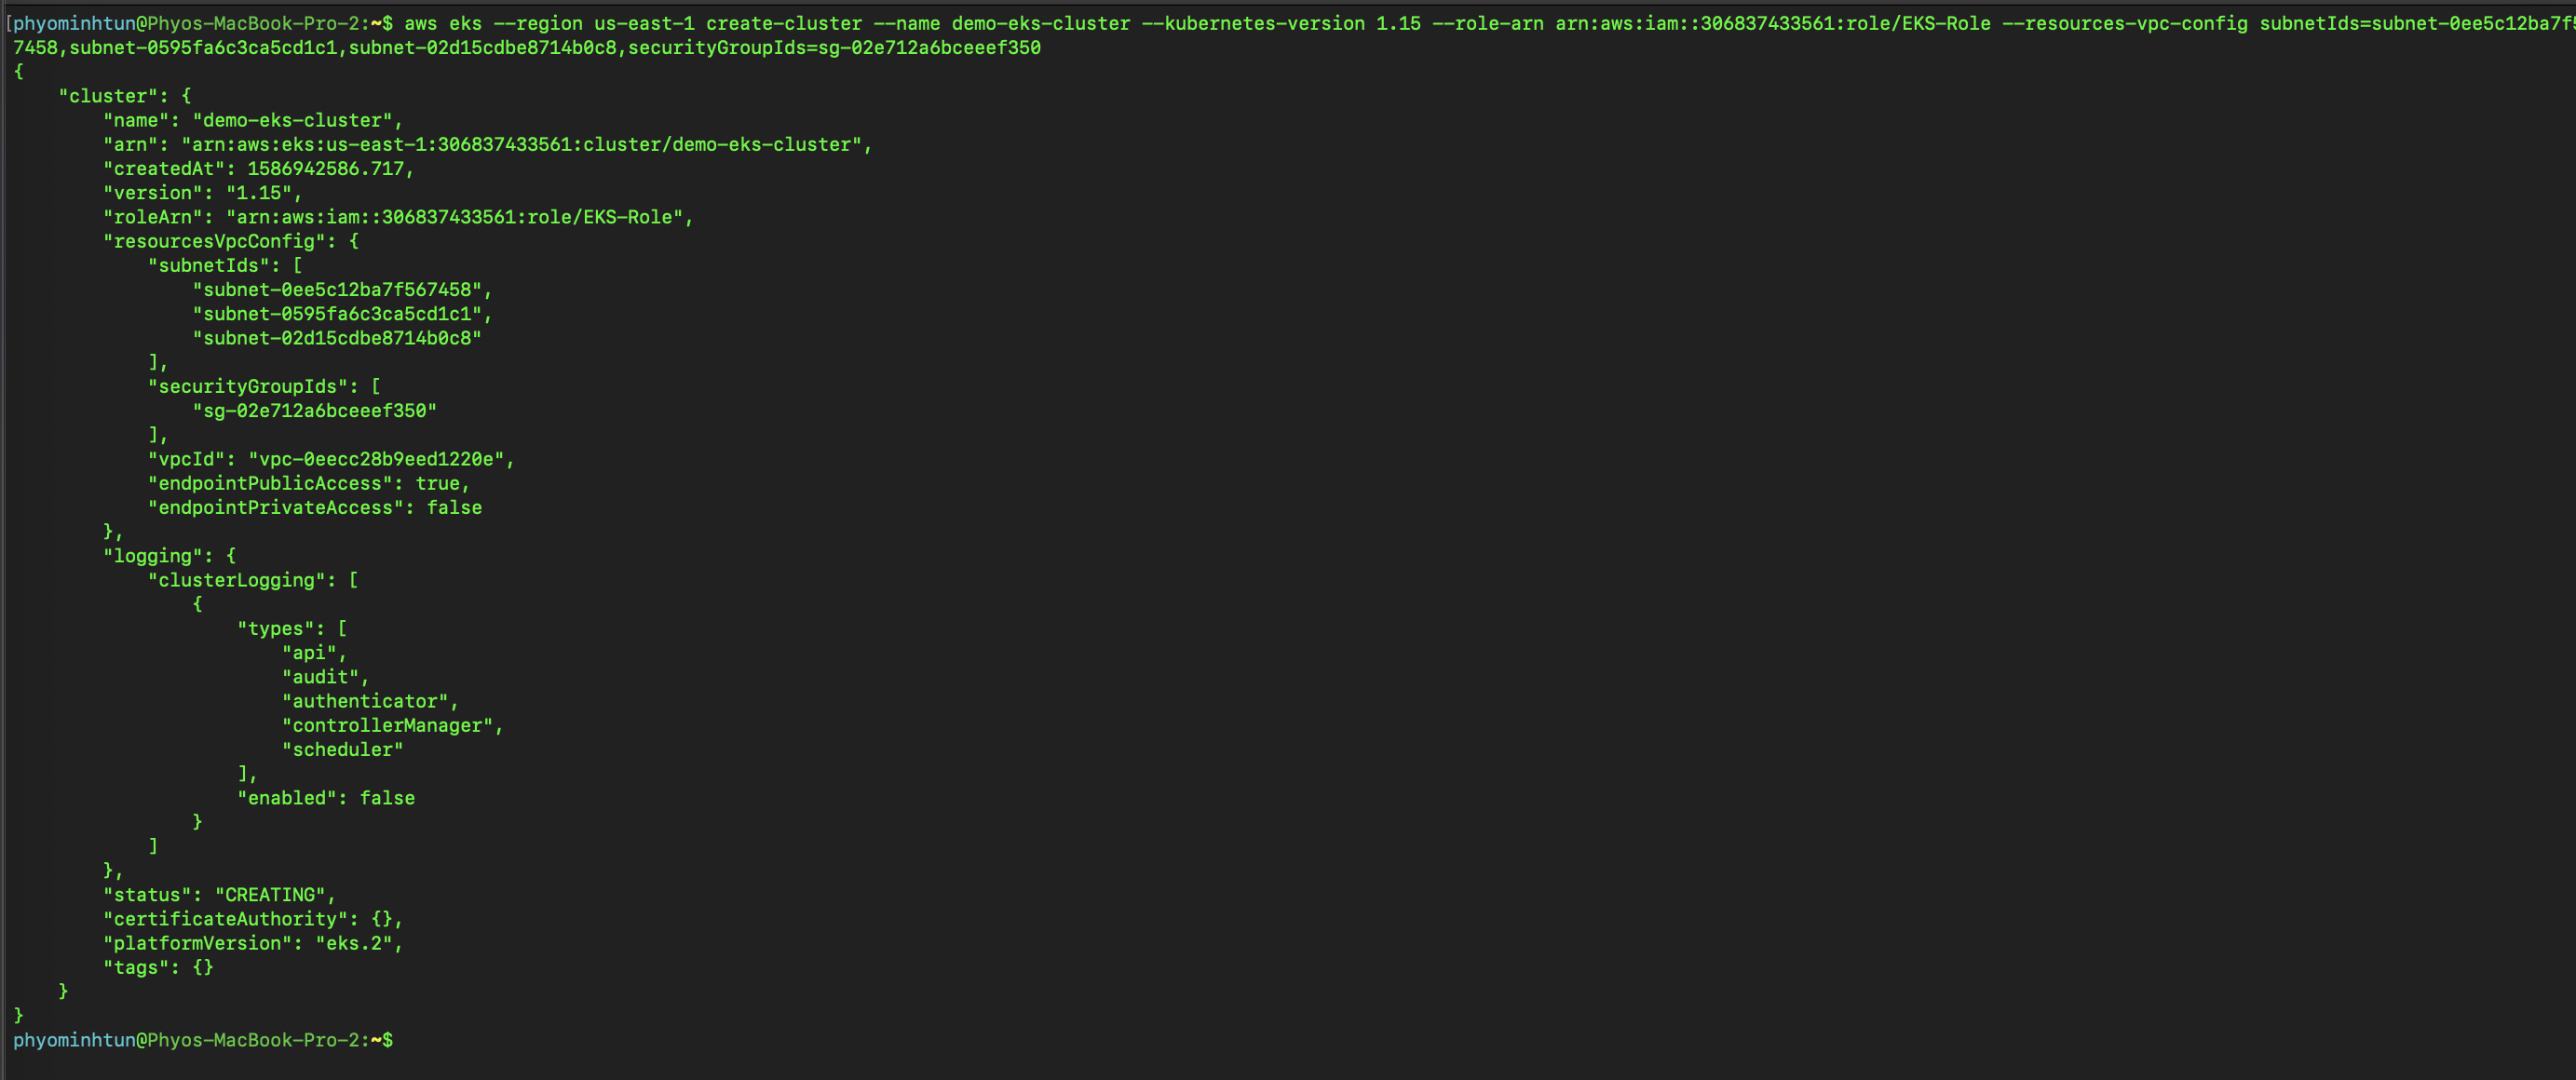 [phyominhtun@Phyos-MacBook-Pro-2:~$ aws eks --region us-east-1 create-cluster --name demo-eks-cluster --kubernetes-version 1.15 --role-arn arn:aws:iam::306837433561:role/EKS-Role --resources-vpc-config subnetIds=subnet-0ee5c12ba7f5
7458,subnet-0595fa6c3ca5cd1c1,subnet-02d15cdbe8714b0c8,securityGroupIds=sg-02e712a6bceeef350
{
    "cluster": {
        "name": "demo-eks-cluster",
        "arn": "arn:aws:eks:us-east-1:306837433561:cluster/demo-eks-cluster",
        "createdAt": 1586942586.717,
        "version": "1.15",
        "roleArn": "arn:aws:iam::306837433561:role/EKS-Role",
        "resourcesVpcConfig": {
            "subnetIds": [
                "subnet-0ee5c12ba7f567458",
                "subnet-0595fa6c3ca5cd1c1",
                "subnet-02d15cdbe8714b0c8"
            ],
            "securityGroupIds": [
                "sg-02e712a6bceeef350"
            ],
            "vpcId": "vpc-0eecc28b9eed1220e",
            "endpointPublicAccess": true,
            "endpointPrivateAccess": false
        },
        "logging": {
            "clusterLogging": [
                {
                    "types": [
                        "api",
                        "audit",
                        "authenticator",
                        "controllerManager",
                        "scheduler"
                    ],
                    "enabled": false
                }
            ]
        },
        "status": "CREATING",
        "certificateAuthority": {},
        "platformVersion": "eks.2",
        "tags": {}
    }
}
phyominhtun@Phyos-MacBook-Pro-2:~$